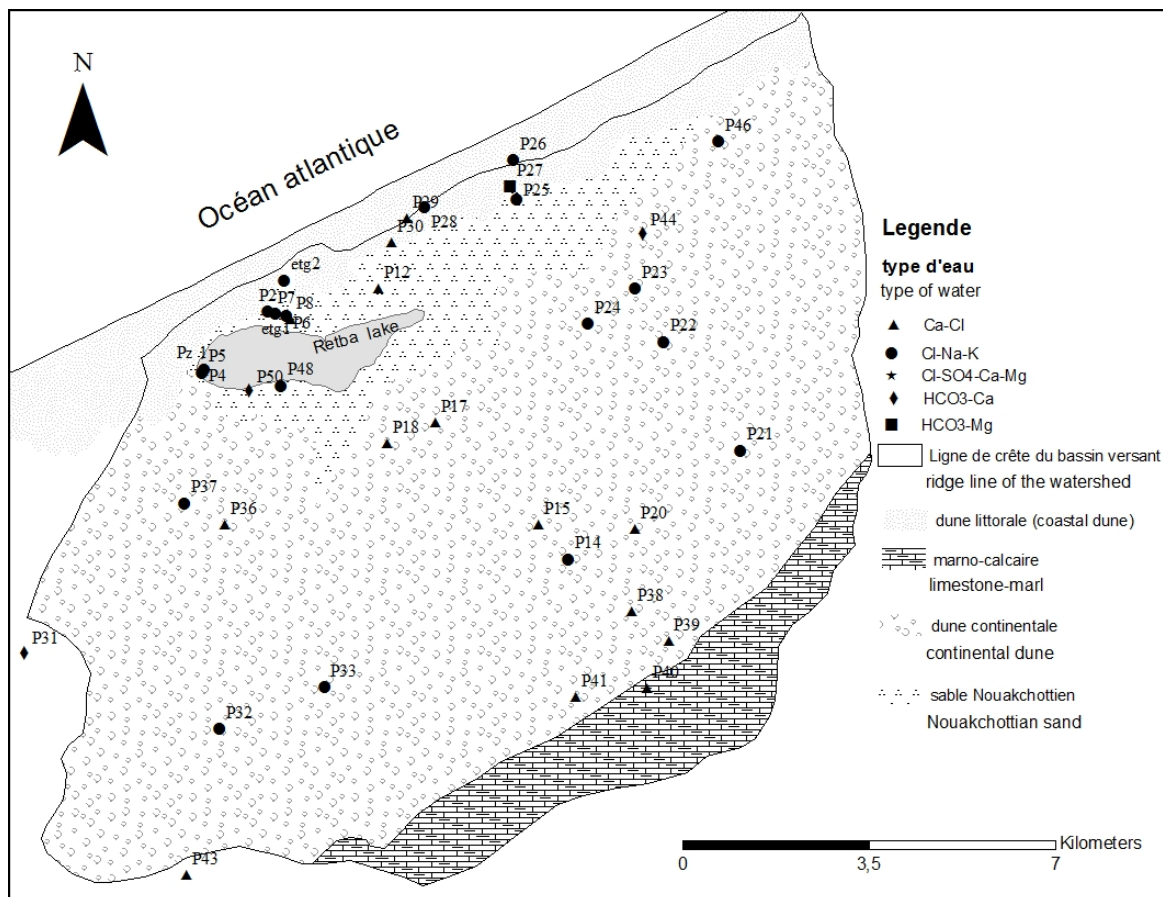 N
Océan atlantique
P26
P46
P27
P25
P29
P28
P44
P30
etg2
P12
P23
P2
P7
P8
P24
P6
etg1
Retba lake
P22
Pz 1
P5
P4
P50
P48
P17
P18
P21
P37
P36
P15
P20
P14
P38
P39
P31
P33
P40
P41
P32
P43
Legende
type d'eau
type of water
Ca-Cl
Cl-Na-K
Cl-SO4-Ca-Mg
HCO3-Ca
HCO3-Mg
Ligne de crête du bassin versant
ridge line of the watershed
dune littorale (coastal dune)
marno-calcaire
limestone-marl
dune continentale
continental dune
sable Nouakchottien
Nouakchottian sand
Kilometers
0 3,5 7